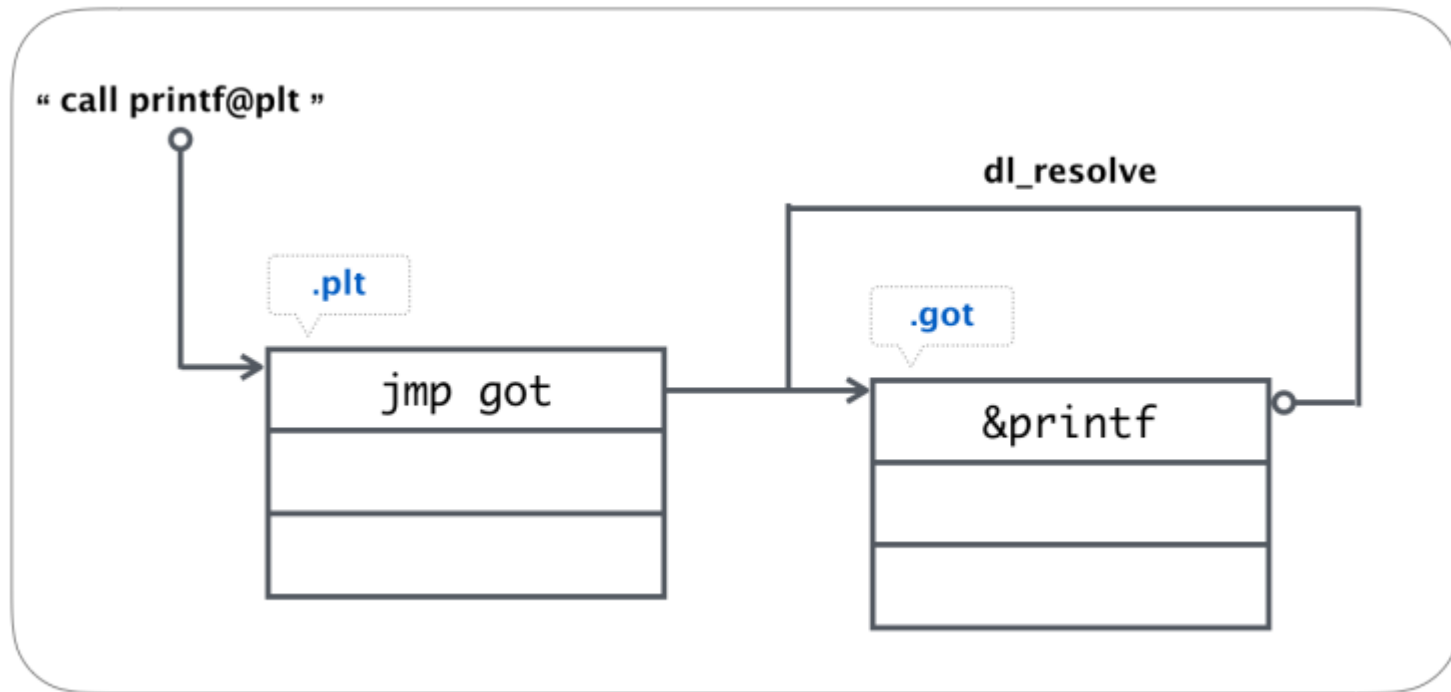 “ call printf@plt ”
dl_resolve
.plt
.got
jmp got
&printf